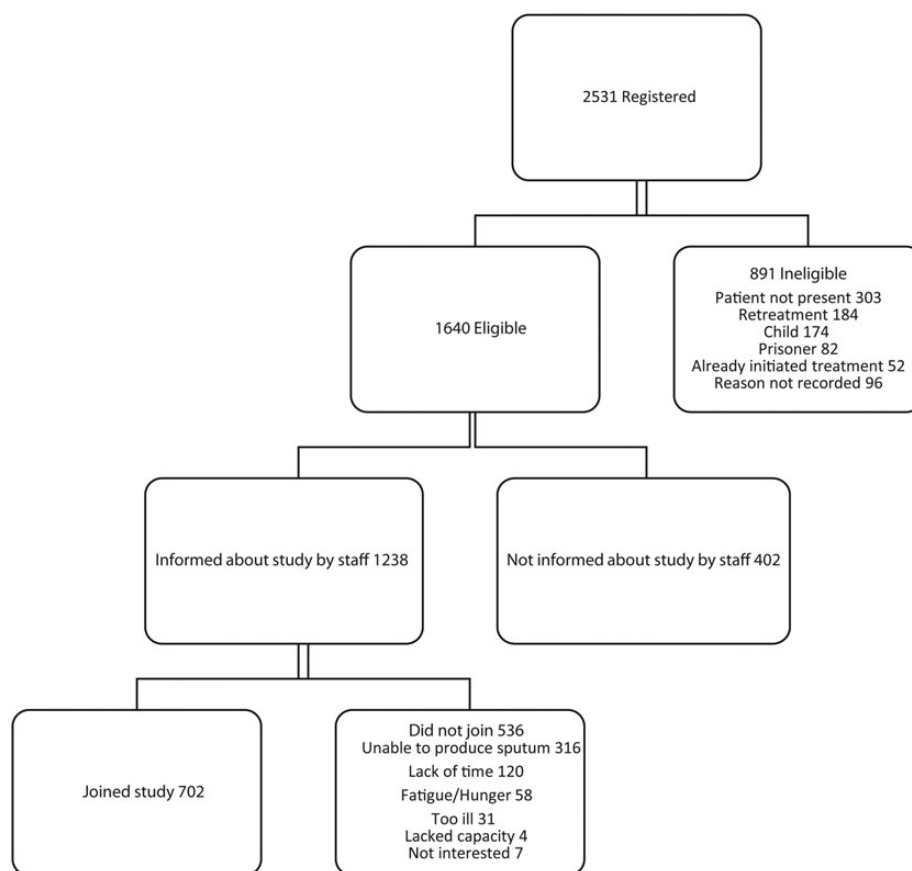 2531 Registered
1640 Eligible
891 Ineligible
Patient not present 303
Retreatment 184
Child 174
Prisoner 82
Already initiated treatment 52
Reason not recorded 96
Informed about study by staff 1238
Not informed about study by staff 402
Joined study 702
Did not join 536
Unable to produce sputum 316
Lack of time 120
Fatigue/Hunger 58
Too ill 31
Lacked capacity 4
Not interested 7